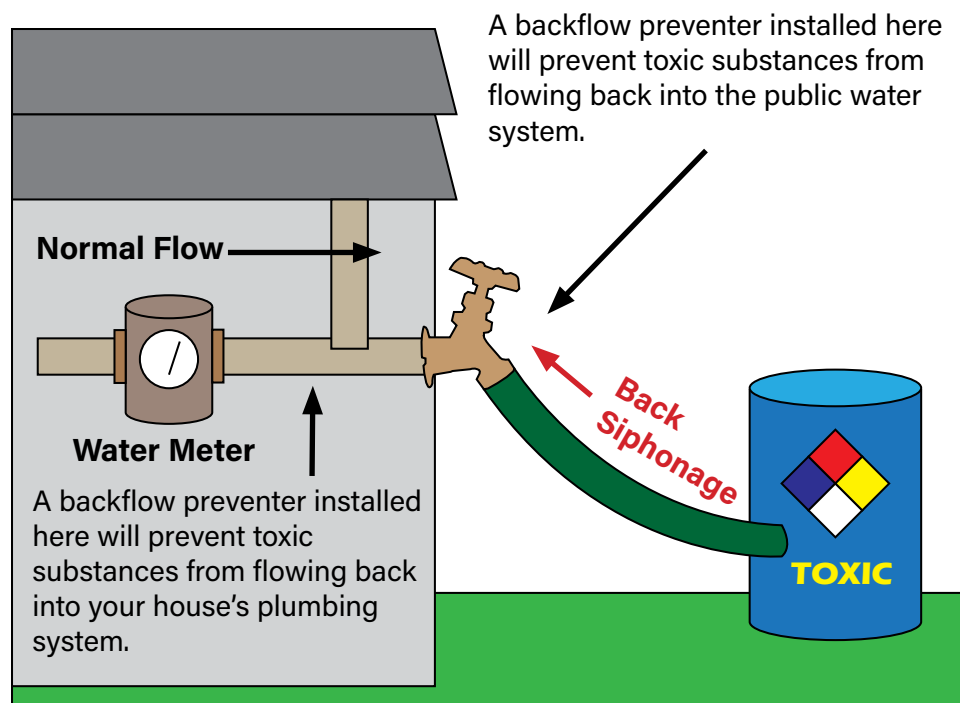 A backflow preventer installed here
will prevent toxic substances from
flowing back into the public water
system.
Normal Flow
Back
Siphonage
Water Meter
A backflow preventer installed
here will prevent toxic
substances from flowing back
into your house's plumbing
system.
TOXIC